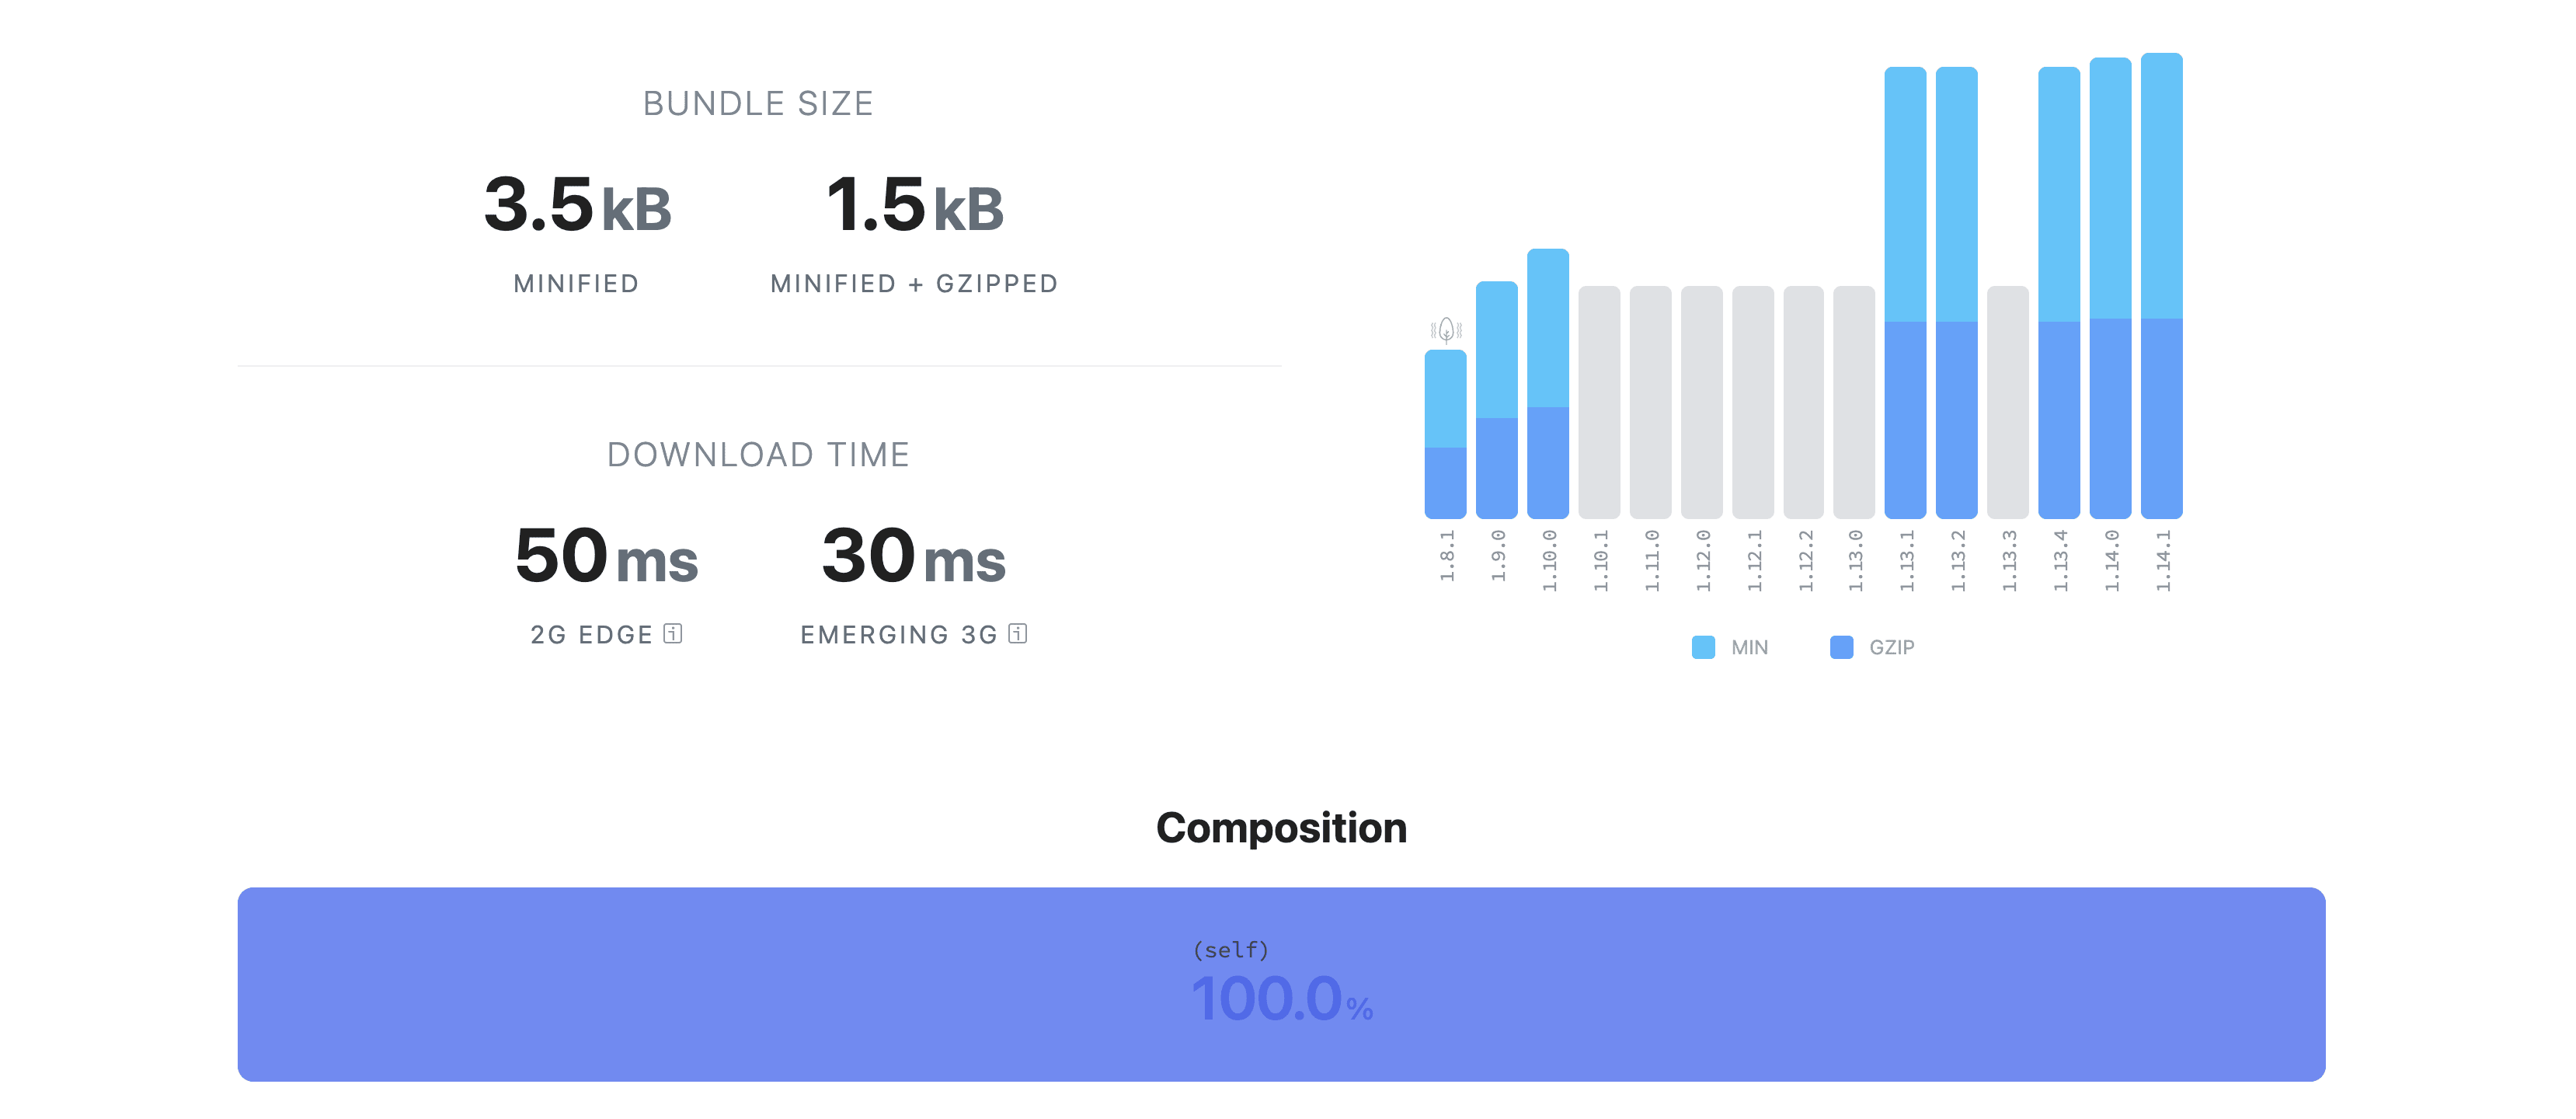 BUNDLE SIZE
3.5 kB
MINIFIED
1.5 kB
MINIFIED + GZIPPED
DOWNLOAD TIME
50 ms
2G EDGE
30 ms
EMERGING 3G
1.8.1
1.9.0
1.10.0
1.10.1
1.11.0
1.12.0
1.12.1
1.12.2
1.13.0
1.13.1
1.13.2
1.13.3
1.13.4
1.14.0
1.14.1
MIN
GZIP
Composition
(self)
100.0%